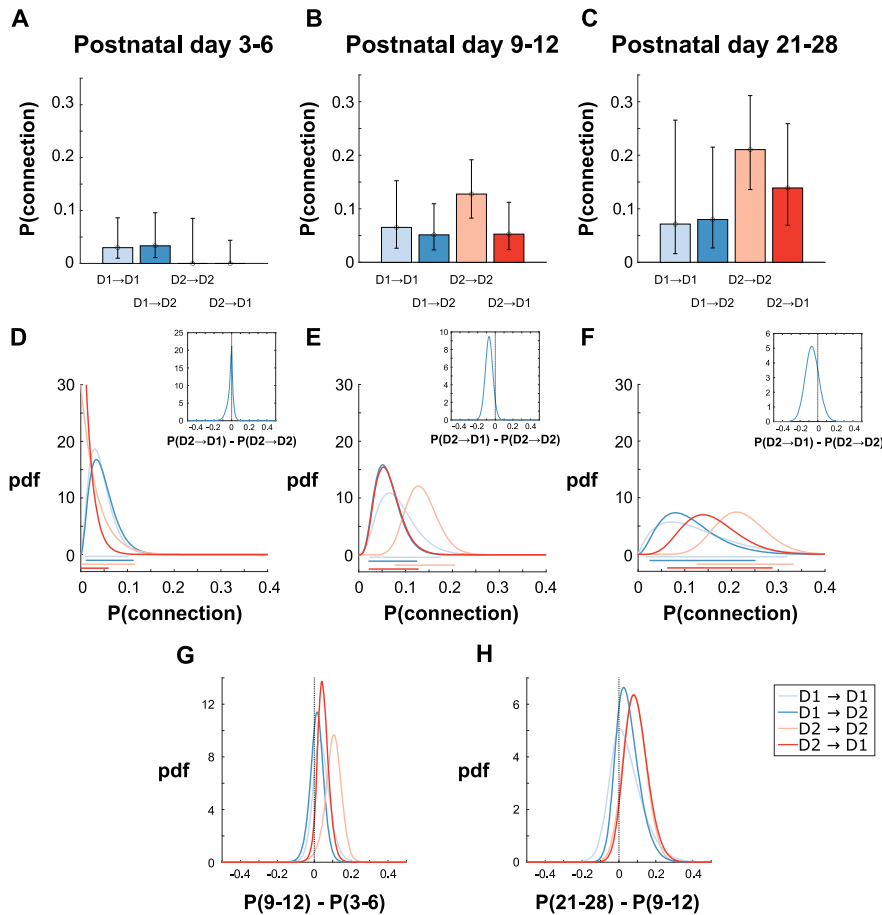 A
B
C
Postnatal day 3-6
Postnatal day 9-12
Postnatal day 21-28
P(connection)
0.3
0.2
0.1
0
D1→D1
D2→D2
D1→D2
D2→D1
P(connection)
0.3
0.2
0.1
0
D1→D1
D2→D2
D1→D2
D2→D1
P(connection)
0.3
0.2
0.1
0
D1→D1
D2→D2
D1→D2
D2→D1
D
E
F
25
20
15
10
5
0
-0.4 -0.2 0 0.2 0.4
P(D2→D1) - P(D2→D2)
10
8
6
4
2
0
-0.4 -0.2 0 0.2 0.4
P(D2→D1) - P(D2→D2)
6
5
4
3
2
1
0
-0.4 -0.2 0 0.2 0.4
P(D2→D1) - P(D2→D2)
pdf
30
20
10
0
0 0.1 0.2 0.3 0.4
P(connection)
pdf
30
20
10
0
0 0.1 0.2 0.3 0.4
P(connection)
pdf
30
20
10
0
0 0.1 0.2 0.3 0.4
P(connection)
G
H
pdf
12
8
4
0
-0.4 -0.2 0 0.2 0.4
P(9-12) - P(3-6)
pdf
6
4
2
0
-0.4 -0.2 0 0.2 0.4
P(21-28) - P(9-12)
D1 → D1
D1 → D2
D2 → D2
D2 → D1